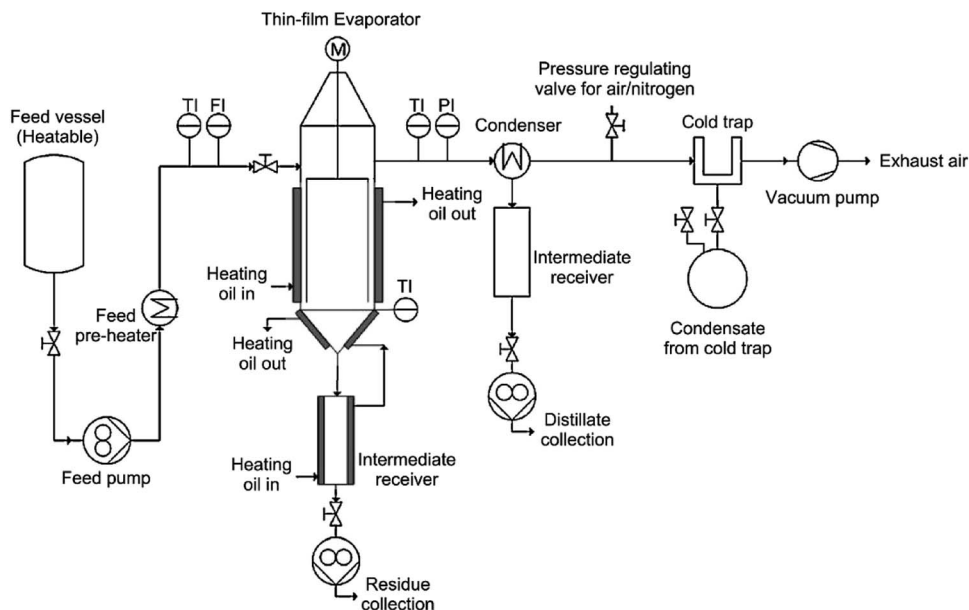 Thin-film Evaporator
M
Feed vessel
(Heatable)
TI
FI
TI
PI
Condenser
Pressure regulating
valve for air/nitrogen
Cold trap
Exhaust air
Vacuum pump
Heating
oil out
Heating
oil in
Intermediate
receiver
TI
Feed
pre-heater
Heating
oil out
Condensate
from cold trap
Distillate
collection
Feed pump
Heating
oil in
Intermediate
receiver
Residue
collection